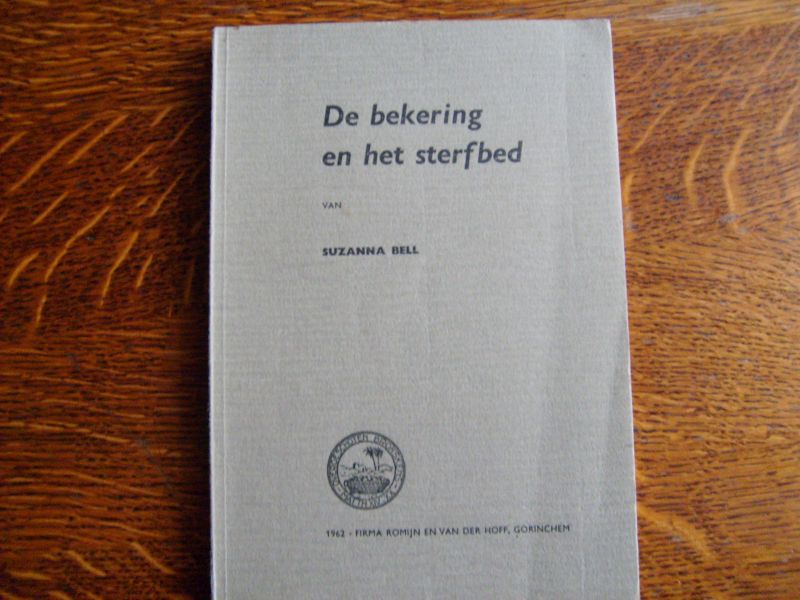 De bekering
en het sterfbed
VAN
SUZANNA BELL
1962 - FIRMA ROMIJN EN VAN DER HOFF, GORINCHEM